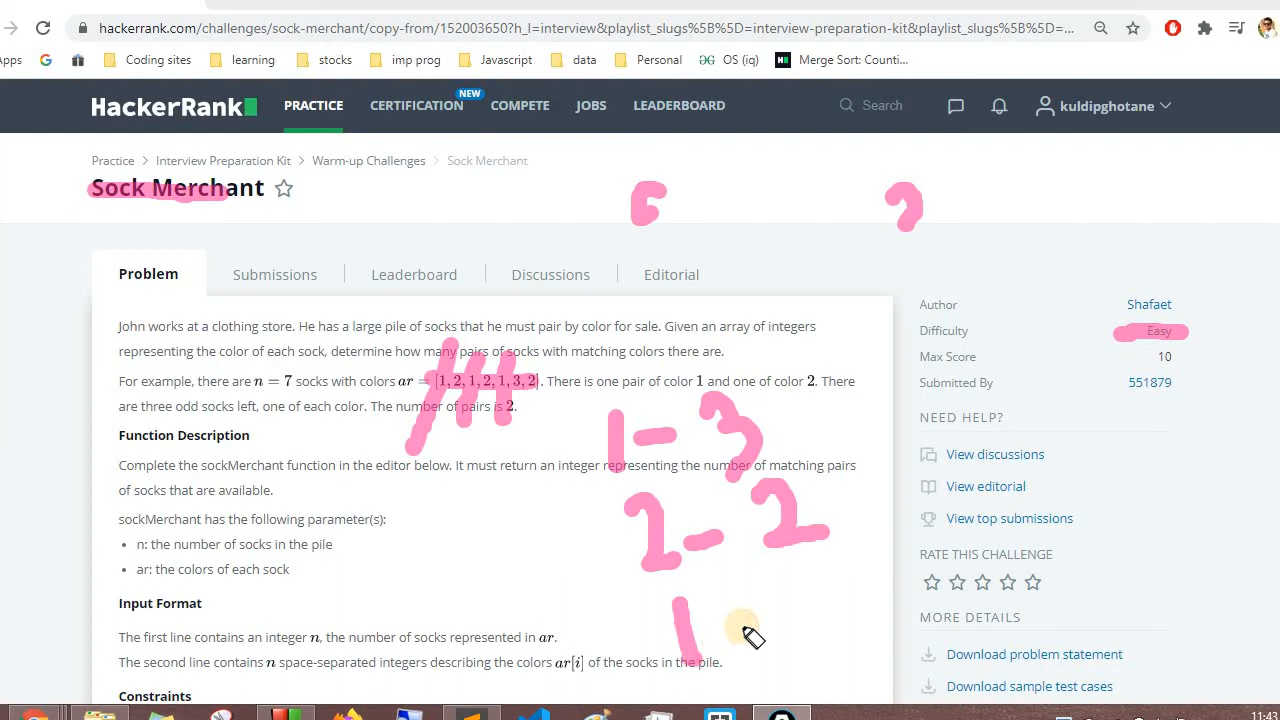 hackerrank.com/challenges/sock-merchant/copy-from/152003650?h_l=interview&playlist_slugs%5B%5D=interview-preparation-kit&playlist_slugs%5B%5D=...
Apps
Coding sites
learning
stocks
imp prog
Javascript
data
Personal
OS (iq)
Merge Sort: Counti...
HackerRank
PRACTICE
CERTIFICATION
NEW
COMPETE
JOBS
LEADERBOARD
Search
kuldipghotane
Practice > Interview Preparation Kit > Warm-up Challenges > Sock Merchant
Sock Merchant
Problem
Submissions
Leaderboard
Discussions
Editorial
John works at a clothing store. He has a large pile of socks that he must pair by color for sale. Given an array of integers
representing the color of each sock, determine how many pairs of socks with matching colors there are.
For example, there are n = 7 socks with colors ar = [1, 2, 1, 2, 1, 3, 2]. There is one pair of color 1 and one of color 2. There
are three odd socks left, one of each color. The number of pairs is 2.
1 - 3
Function Description
Complete the sockMerchant function in the editor below. It must return an integer representing the number of matching pairs
of socks that are available.
2 - 2
sockMerchant has the following parameter(s):
• n: the number of socks in the pile
• ar: the colors of each sock
Input Format
1
The first line contains an integer n, the number of socks represented in ar.
The second line contains n space-separated integers describing the colors ar[i] of the socks in the pile.
Constraints
Author
Shafaet
Difficulty
Easy
Max Score
10
Submitted By
551879
NEED HELP?
View discussions
View editorial
View top submissions
RATE THIS CHALLENGE
MORE DETAILS
Download problem statement
Download sample test cases
11:43